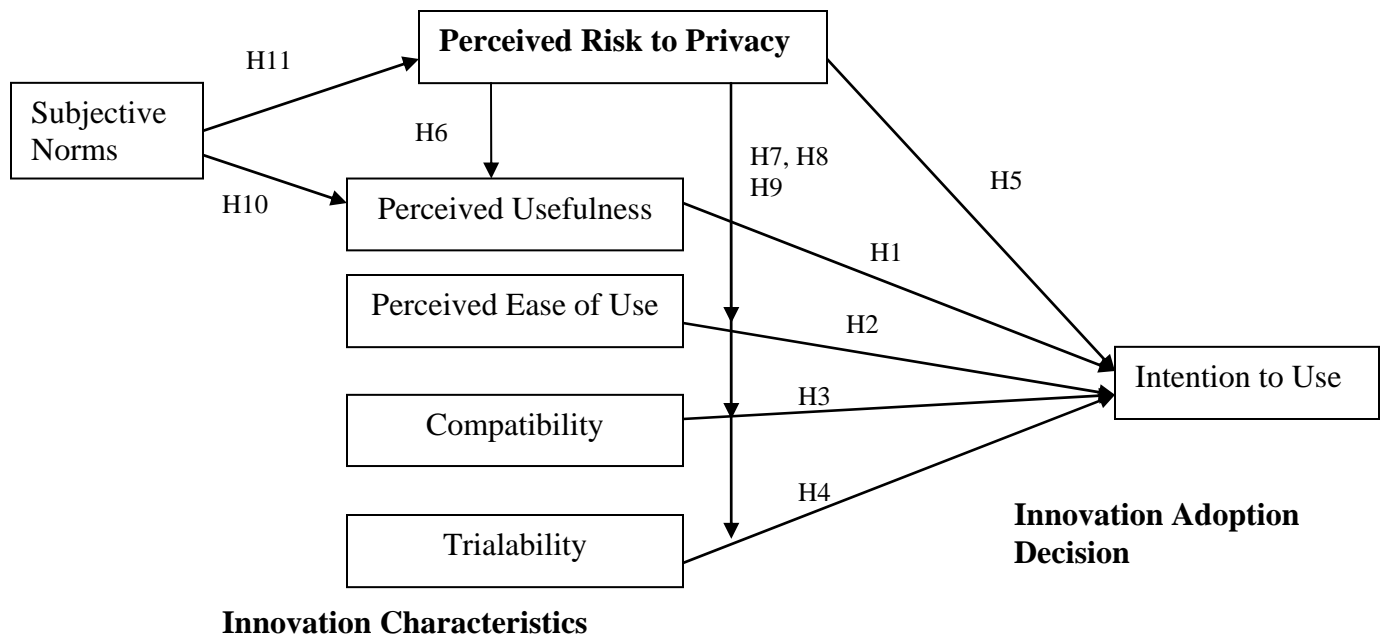 Perceived Risk to Privacy
H11
Subjective
Norms
H6
H7, H8
H9
H5
H10
Perceived Usefulness
H1
Perceived Ease of Use
H2
Intention to Use
H3
Compatibility
H4
Innovation Adoption
Decision
Trialability
Innovation Characteristics